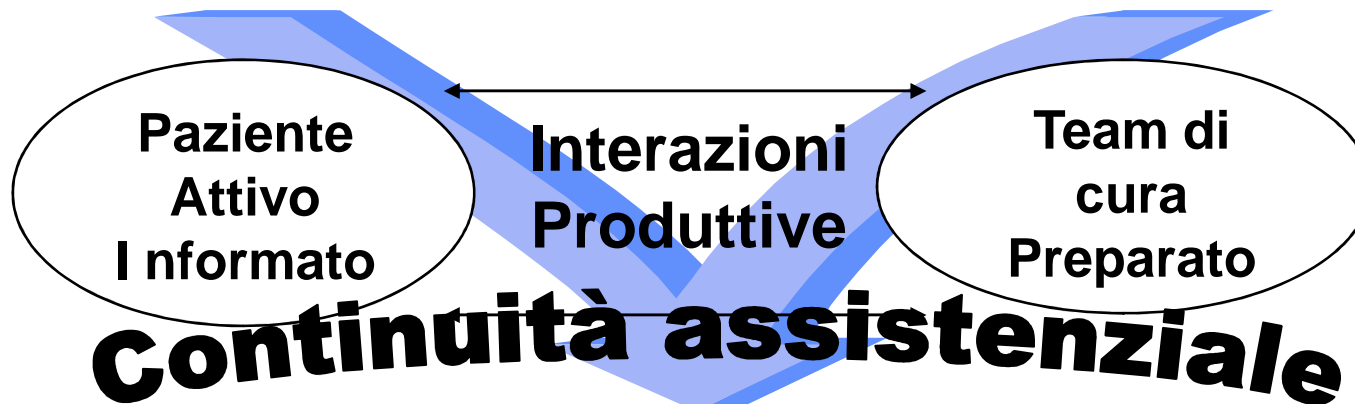 Paziente
Attivo
I nformato
Interazioni
Produttive
Team di
cura
Preparato
Continuità assistenziale